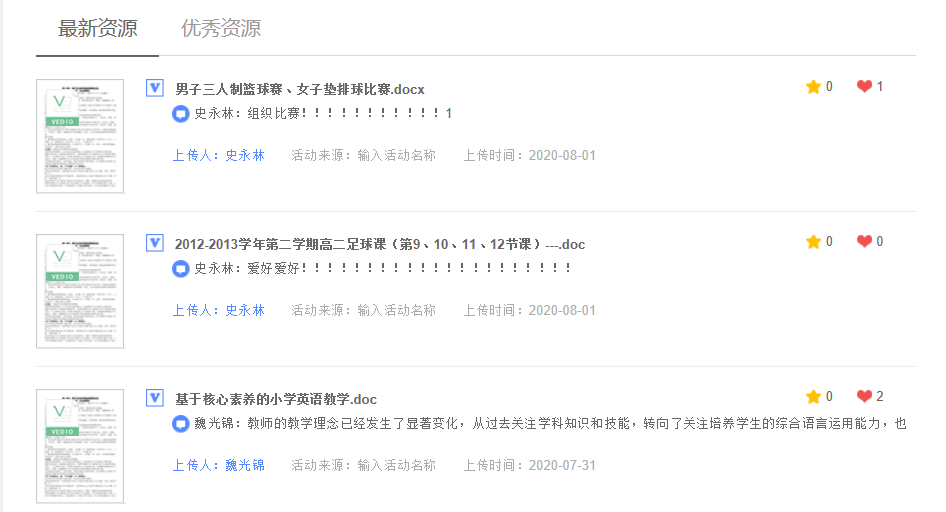 最新资源 优秀资源
男子三人制篮球赛、女子垫排球比赛.docx 0 1
史永林：组织比赛！！！！！！！！！！！1
上传人：史永林 活动来源：输入活动名称 上传时间：2020-08-01
VEDIO
2012-2013学年第二学期高二足球课（第9、10、11、12节课）---.doc 0 0
史永林：爱好爱好！！！！！！！！！！！！！！！！！！！！！
上传人：史永林 活动来源：输入活动名称 上传时间：2020-08-01
VEDIO
基于核心素养的小学英语教学.doc 0 2
魏光锦：教师的教学理念已经发生了显著变化，从过去关注学科知识和技能，转向了关注培养学生的综合语言运用能力，也
上传人：魏光锦 活动来源：输入活动名称 上传时间：2020-07-31
VEDIO